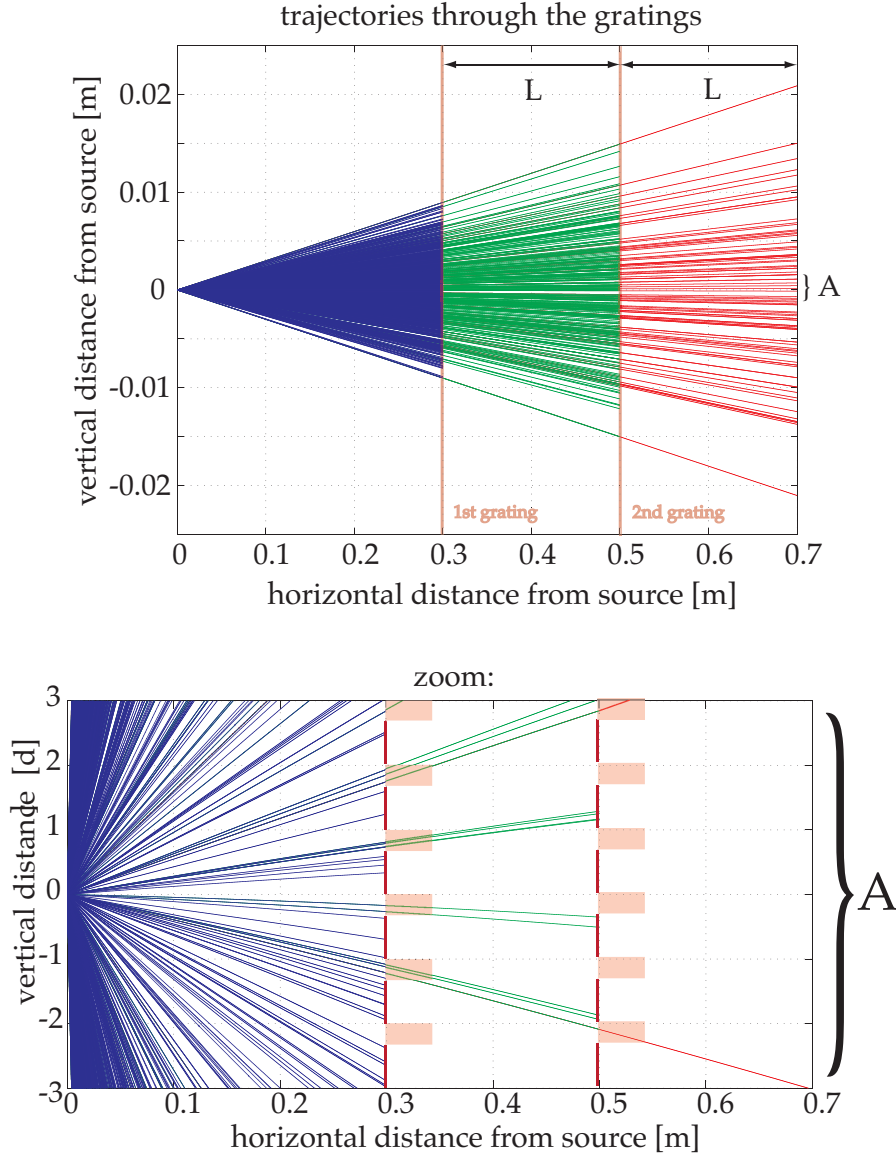 trajectories through the gratings
vertical distance from source [m]
0.02
0.01
0
-0.01
-0.02
L
L
} A
1st grating
2nd grating
0
0.1
0.2
0.3
0.4
0.5
0.6
0.7
horizontal distance from source [m]
zoom:
vertical distance [d]
3
2
1
0
-1
-2
-3
A
0
0.1
0.2
0.3
0.4
0.5
0.6
0.7
horizontal distance from source [m]